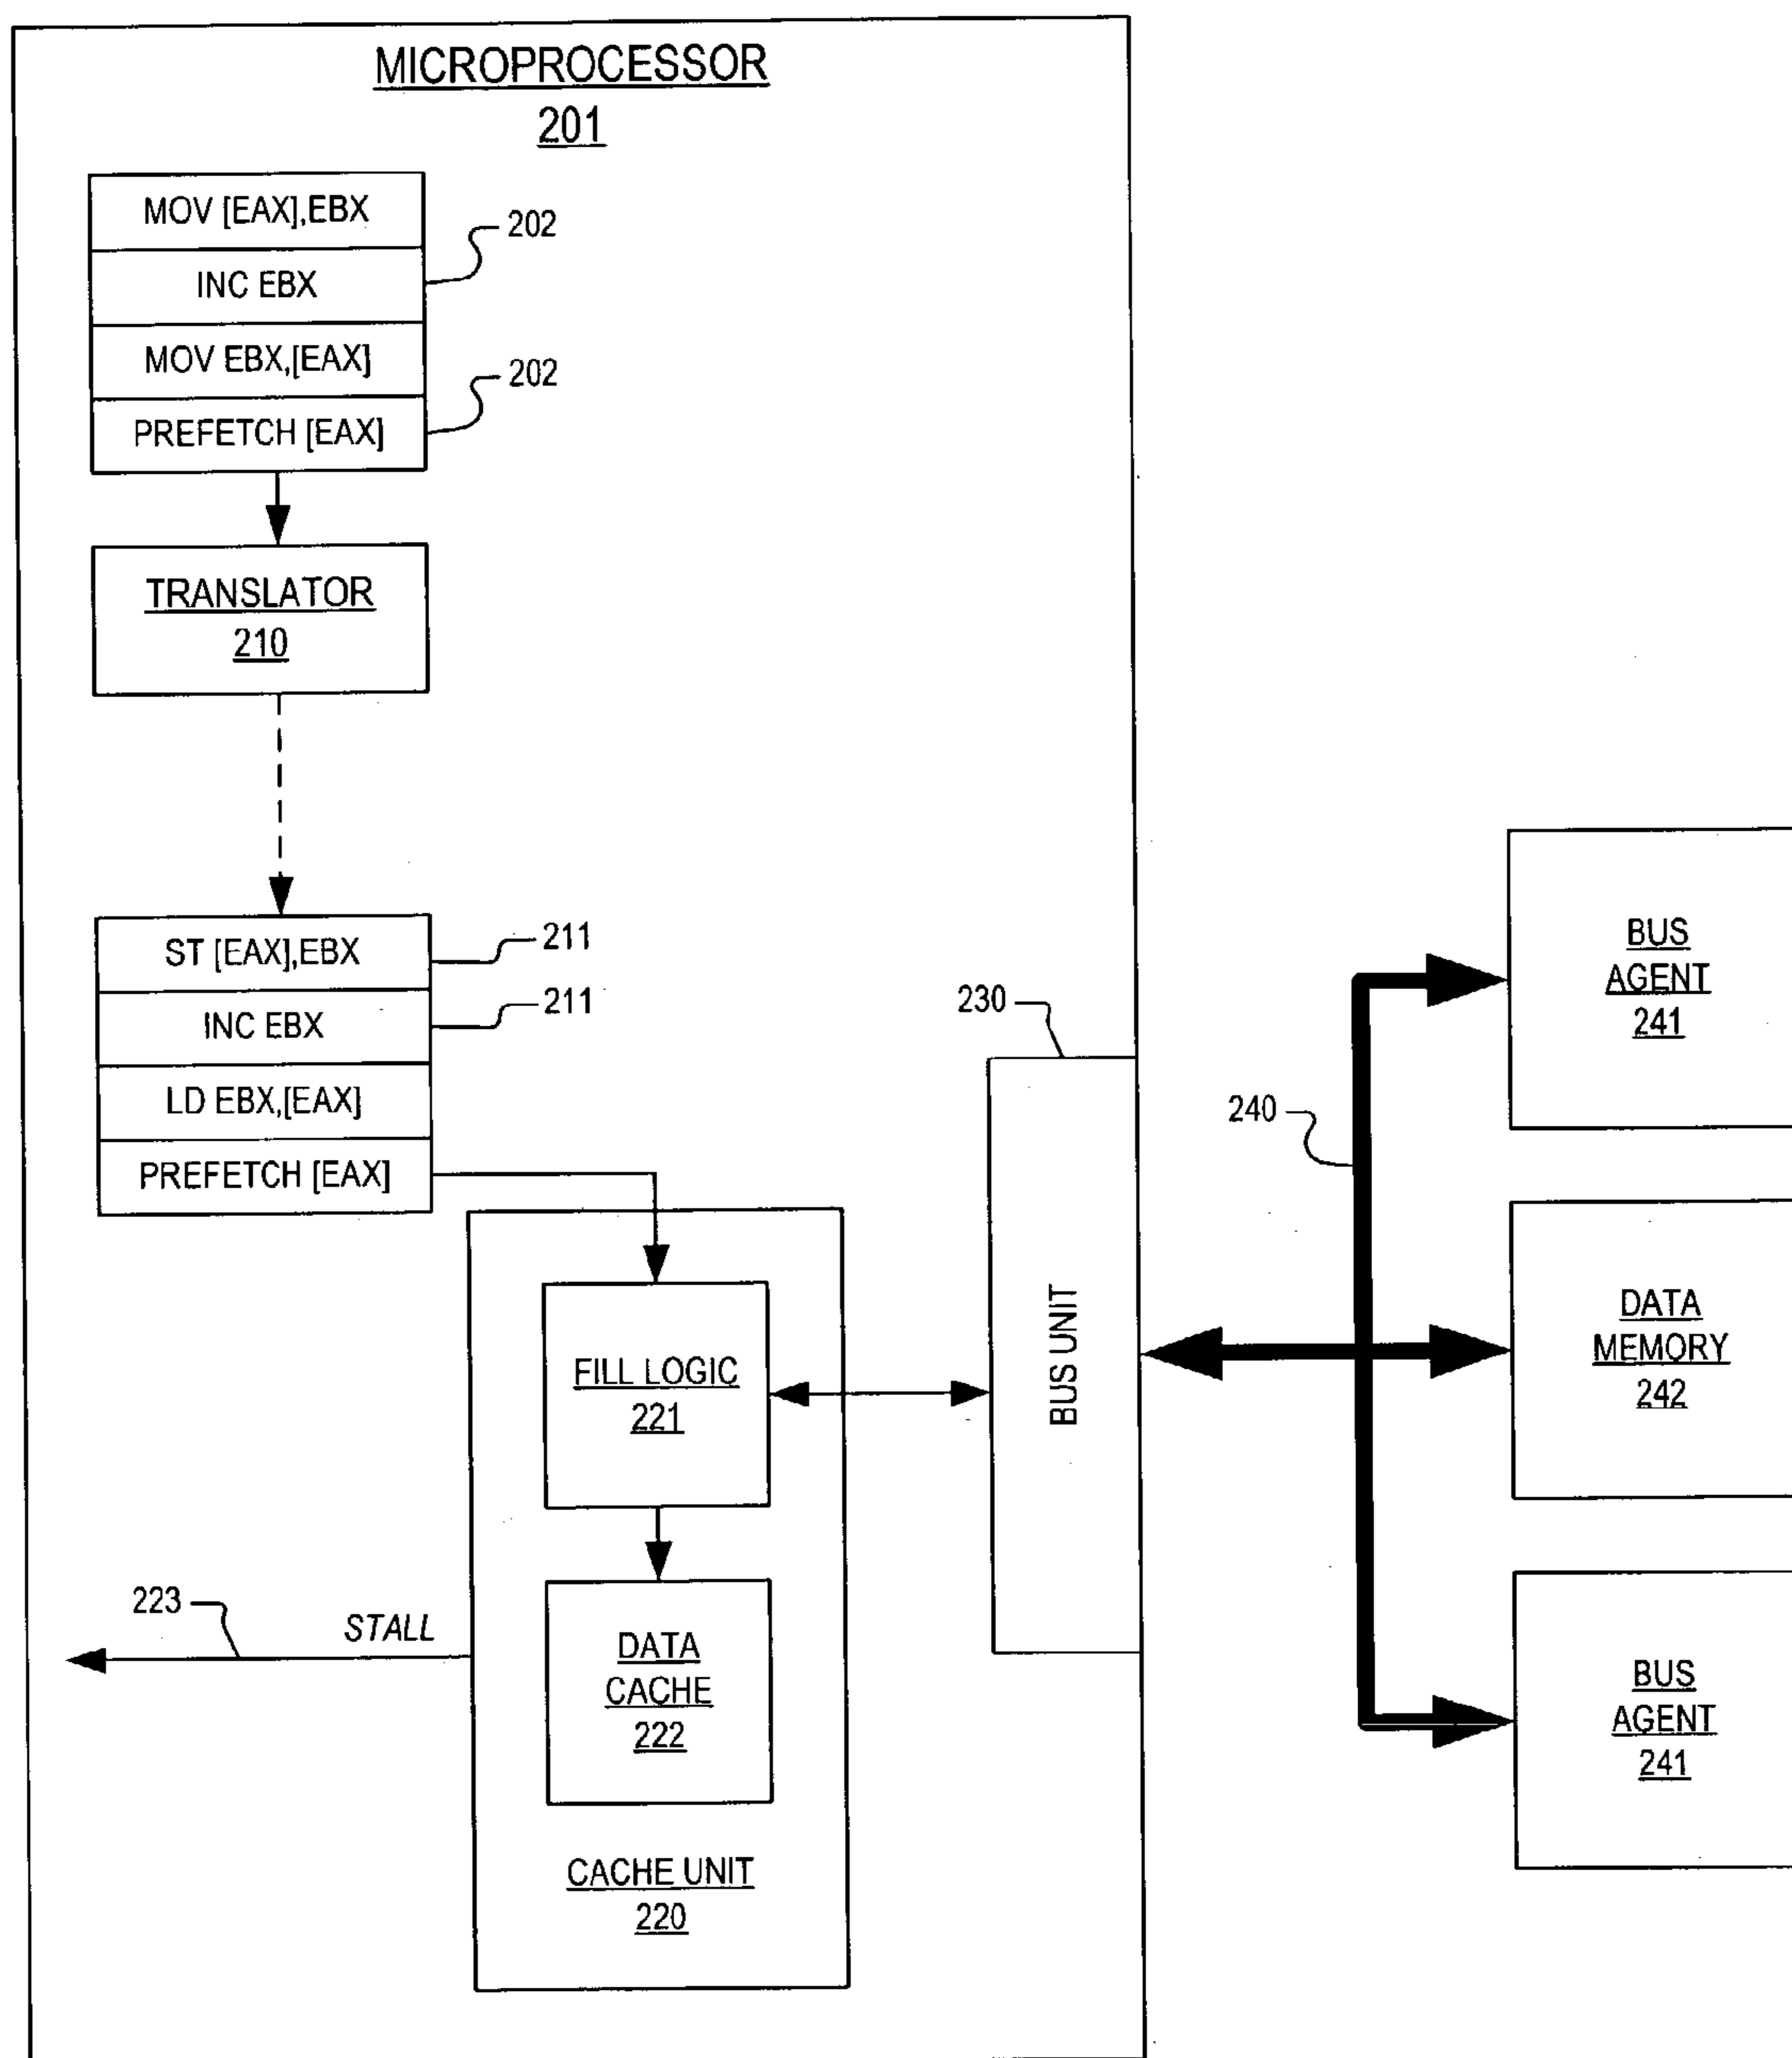 MICROPROCESSOR
201
MOV [EAX],EBX
202
INC EBX
MOV EBX,[EAX]
202
PREFETCH [EAX]
TRANSLATOR
210
ST [EAX],EBX
211
INC EBX
211
LD EBX,[EAX]
PREFETCH [EAX]
230
BUS UNIT
240
BUS
AGENT
241
DATA
MEMORY
242
BUS
AGENT
241
FILL LOGIC
221
223
STALL
DATA
CACHE
222
CACHE UNIT
220